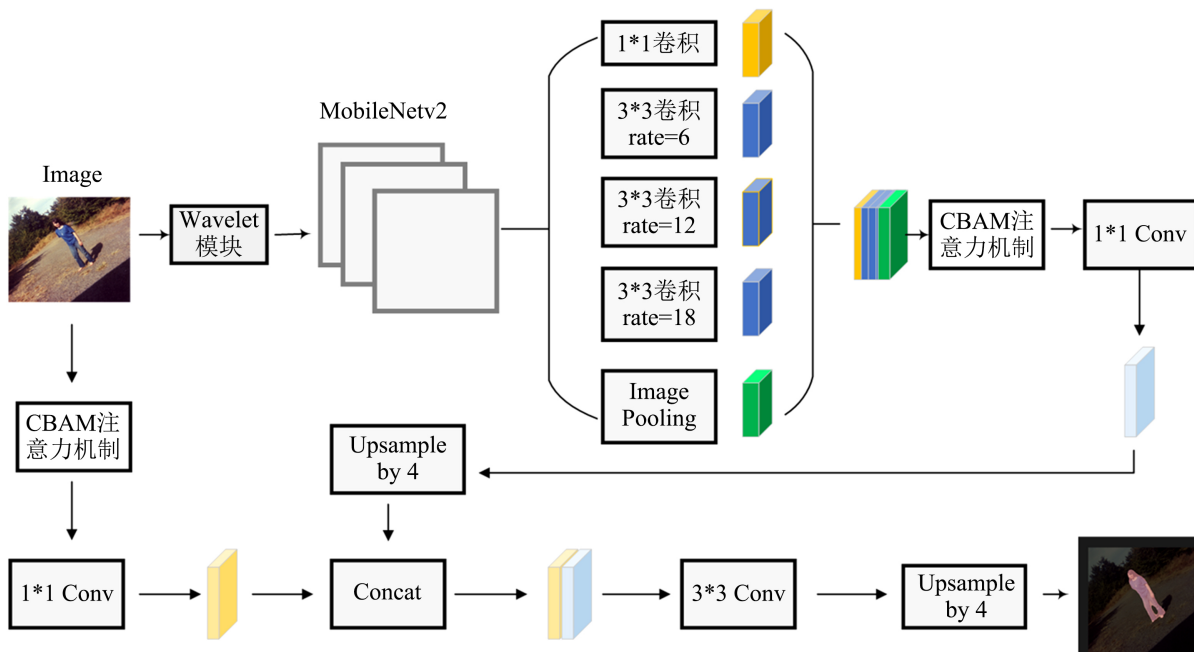 Image
Wavelet
模块
MobileNetv2
1*1卷积
3*3卷积
rate=6
3*3卷积
rate=12
3*3卷积
rate=18
Image
Pooling
CBAM注
意力机制
1*1 Conv
CBAM注
意力机制
Upsample
by 4
1*1 Conv
Concat
3*3 Conv
Upsample
by 4